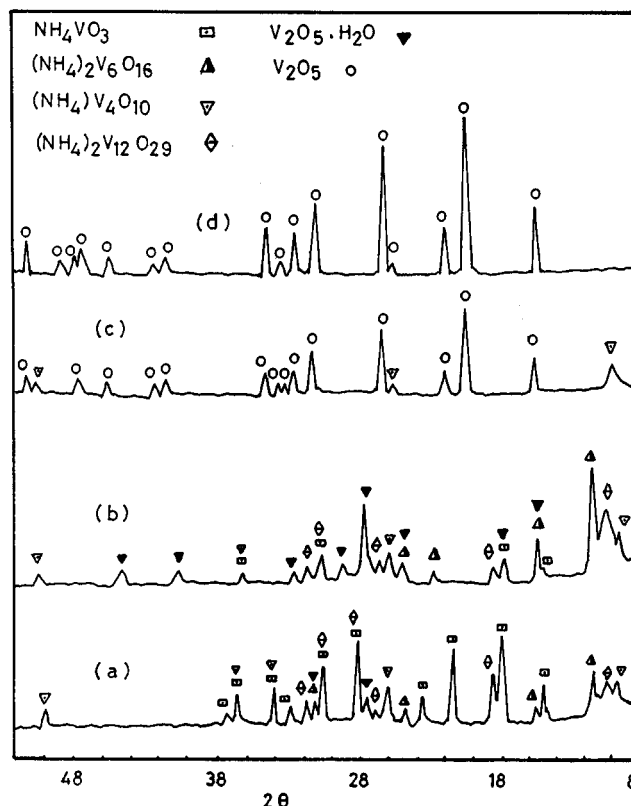 NH4VO3 V2O5 · H2O
(NH4)2V6O16 V2O5
(NH4)V4O10
(NH4)2V12O29
(d)
(c)
(b)
(a)
48 38 28 18 8
2θ